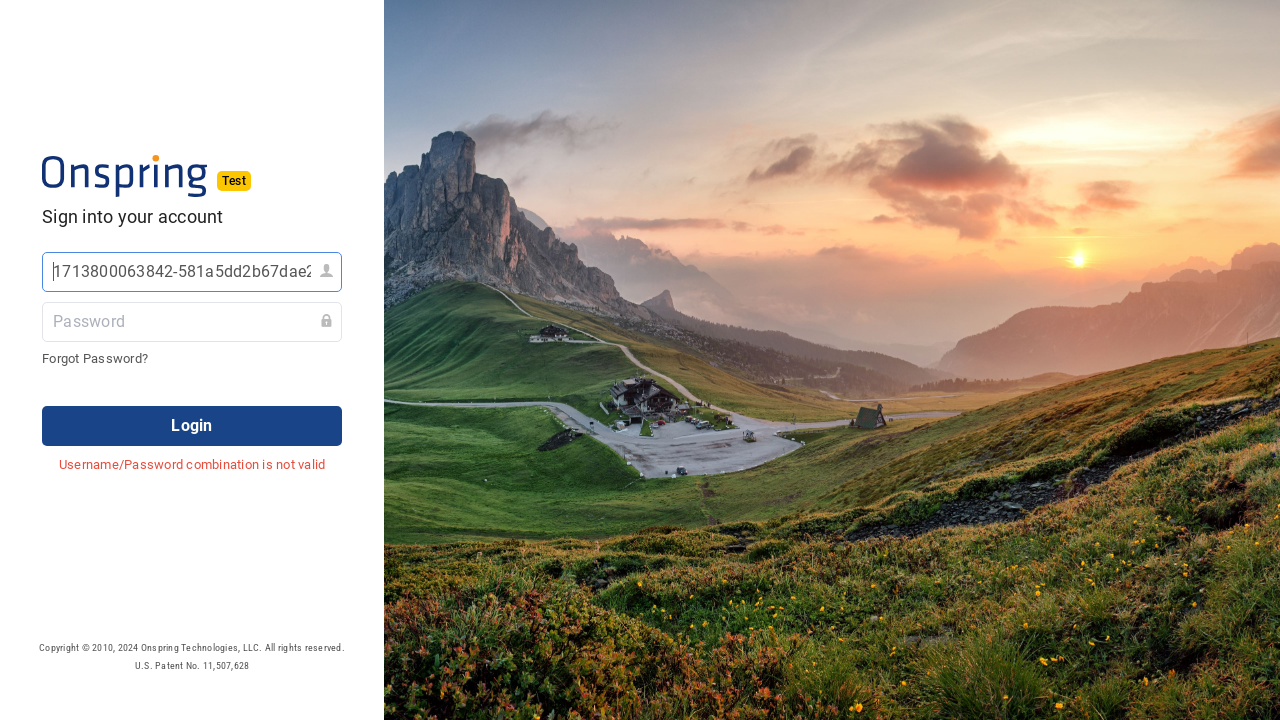 Onspring Test
Sign into your account
1713800063842-581a5dd2b67dae2
Password
Forgot Password?
Login
Username/Password combination is not valid
Copyright © 2010, 2024 Onspring Technologies, LLC. All rights reserved.
U.S. Patent No. 11,507,628